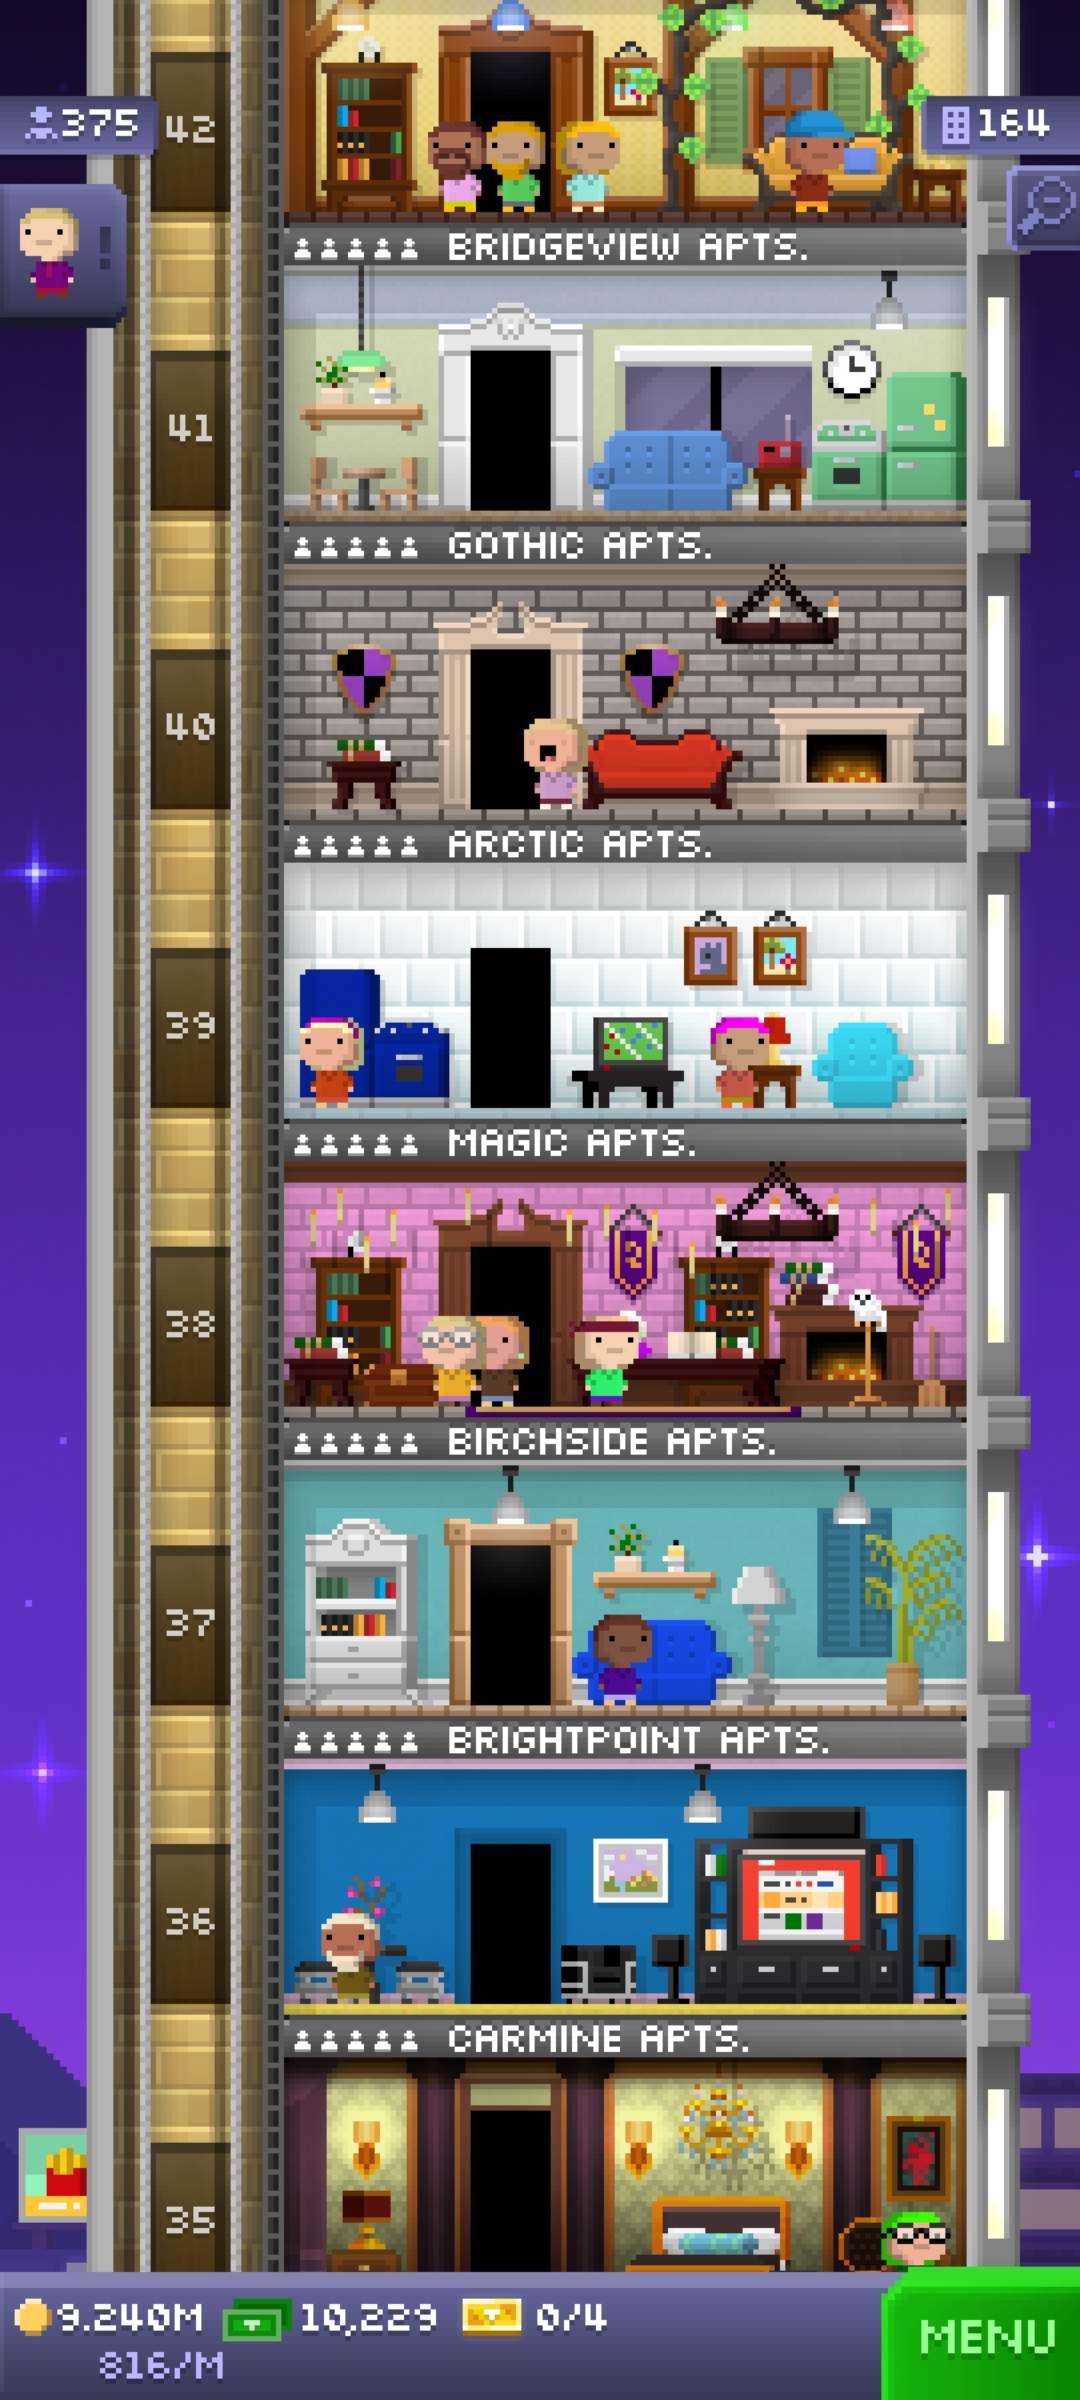 42
375
164
!
BRIDGEVIEW APTS.
41
GOTHIC APTS.
40
ARCTIC APTS.
39
MAGIC APTS.
38
BIRCHSIDE APTS.
37
BRIGHTPOINT APTS.
36
CARMINE APTS.
35
9.240M 10,229 0/4
816/M
MENU